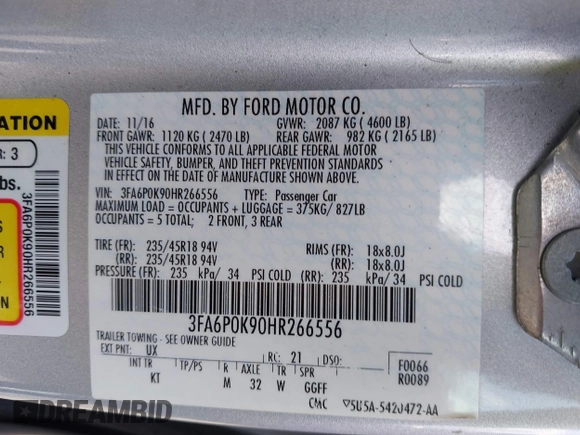 ATION
R: 3
bs.
3FA6P0K90HR266556
MFD. BY FORD MOTOR CO.
DATE: 11/16 GVWR: 2087 KG ( 4600 LB)
FRONT GAWR: 1120 KG ( 2470 LB) REAR GAWR: 982 KG ( 2165 LB)
THIS VEHICLE CONFORMS TO ALL APPLICABLE FEDERAL MOTOR
VEHICLE SAFETY, BUMPER, AND THEFT PREVENTION STANDARDS
IN EFFECT ON THE DATE OF MANUFACTURE SHOWN ABOVE.
VIN: 3FA6P0K90HR266556 TYPE: Passenger Car
MAXIMUM LOAD = OCCUPANTS + LUGGAGE = 375KG/ 827LB
OCCUPANTS = 5 TOTAL; 2 FRONT, 3 REAR
TIRE (FR): 235/45R18 94V RIMS (FR): 18x8.0J
(RR): 235/45R18 94V (RR): 18x8.0J
PRESSURE (FR): 235 kPa/ 34 PSI COLD (RR): 235 kPa/ 34 PSI COLD
3FA6P0K90HR266556
TRAILER TOWING - SEE OWNER GUIDE
EXT PNT: UX RC: 21 DSO: F0066
INT TR TP/PS R AXLE TR SPR R0089
KT M 32 W GGFF
CMC 5U5A-5420472-AA
DREAMBID